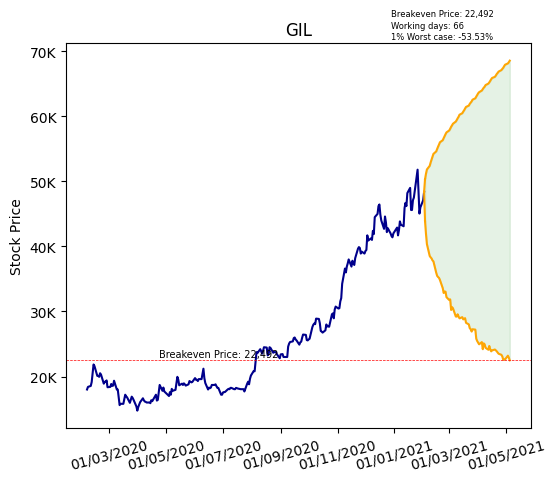 Breakeven Price: 22,492
Working days: 66
1% Worst case: -53.53%
GIL
Stock Price
70K
60K
50K
40K
30K
20K
Breakeven Price: 22,492
01/03/2020
01/05/2020
01/07/2020
01/09/2020
01/11/2020
01/01/2021
01/03/2021
01/05/2021